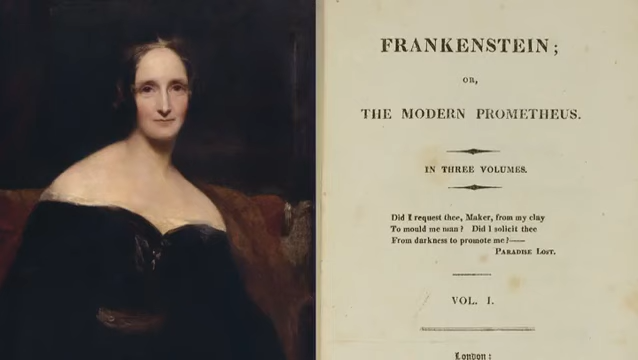 FRANKENSTEIN;
OR,
THE MODERN PROMETHEUS.
IN THREE VOLUMES.
Did I request thee, Maker, from my clay
To mould me man? Did I solicit thee
From darkness to promote me?——
PARADISE LOST.
VOL. I.
London: